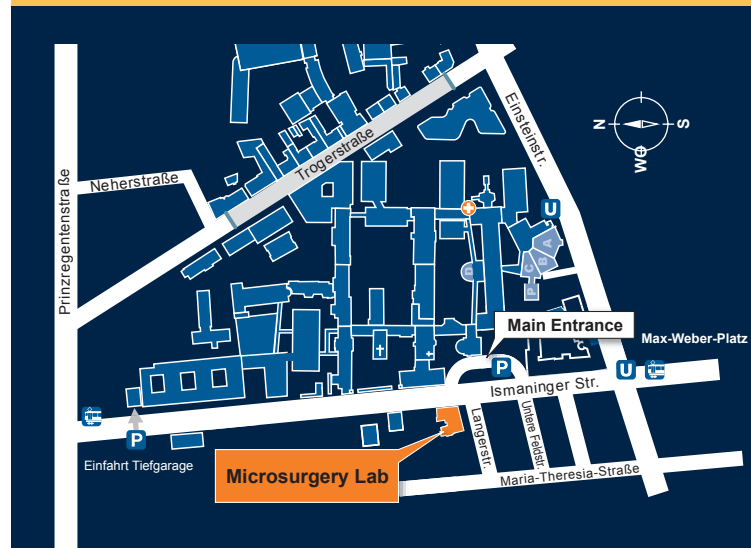 Prinzregentenstraße
Neherstraße
Trogerstraße
Einsteinstr.
N
S
W
O
U
A
B
C
P
D
Main Entrance
Max-Weber-Platz
P
U
Ismaninger Str.
P
Einfahrt Tiefgarage
Langerstr.
Untere Feldstr.
Microsurgery Lab
Maria-Theresia-Straße